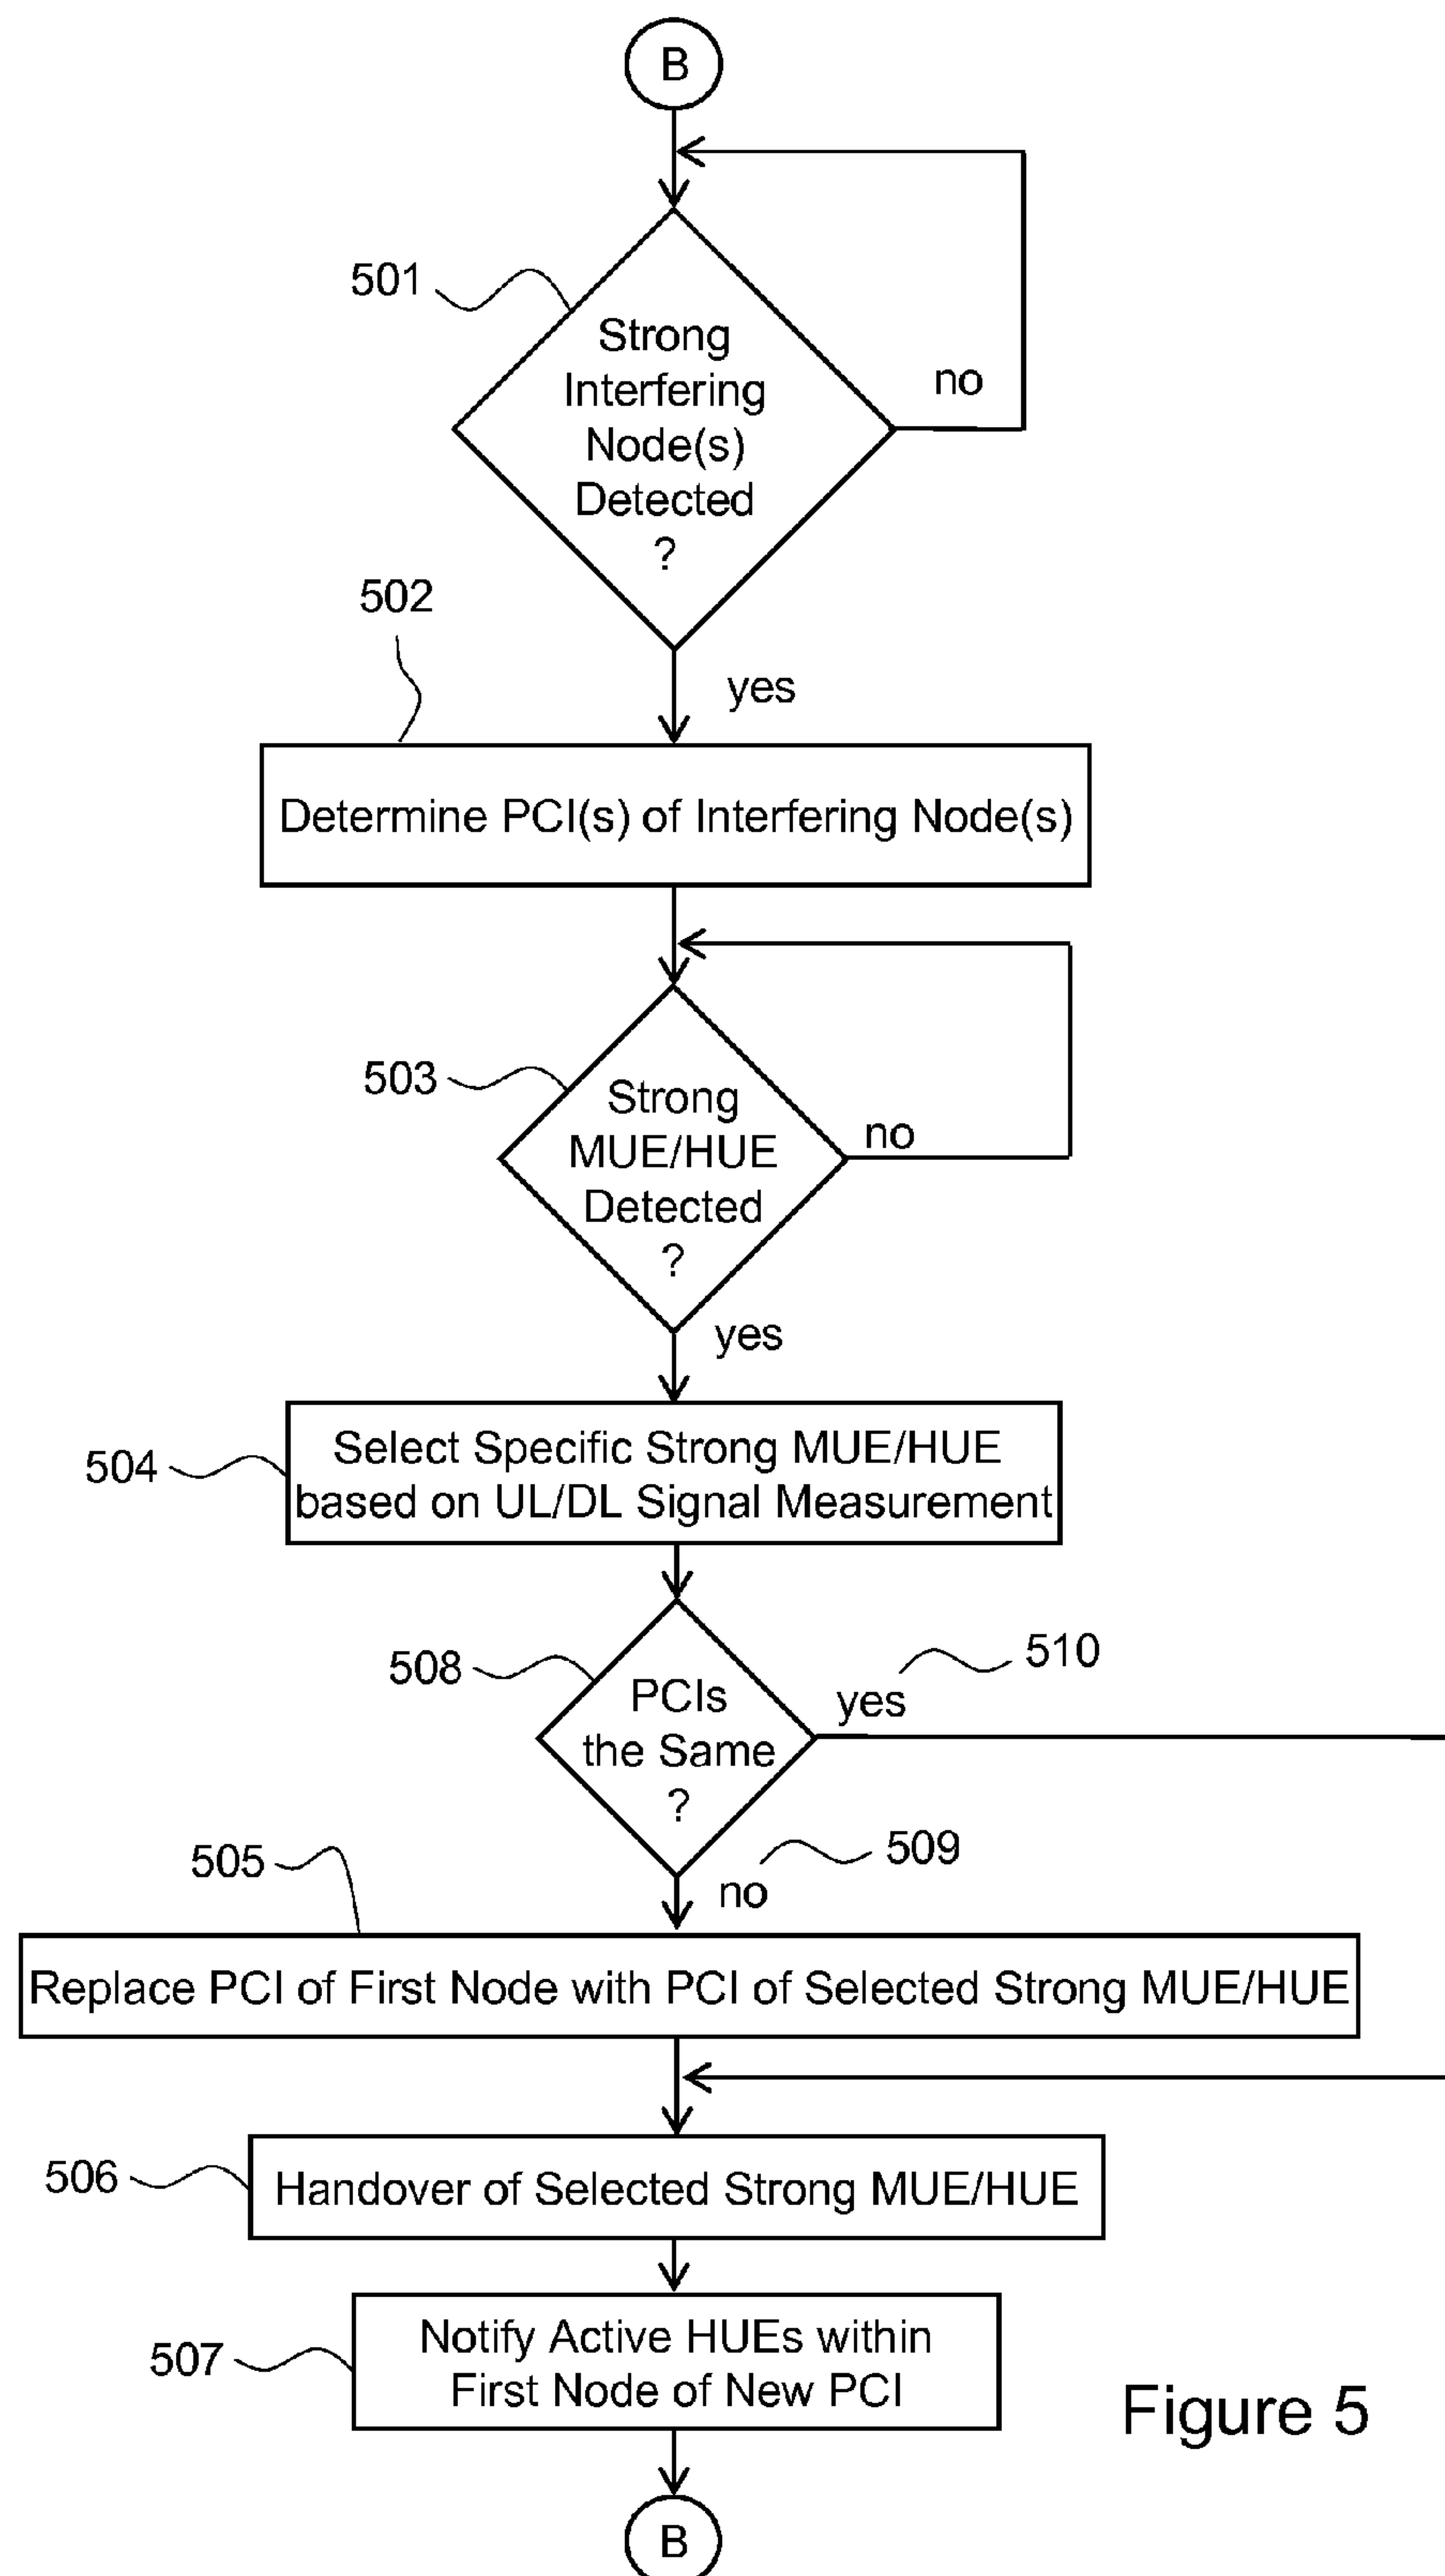 B
501
Strong
Interfering
Node(s)
Detected
?
no
502
yes
Determine PCI(s) of Interfering Node(s)
503
Strong
MUE/HUE
Detected
?
no
yes
504
Select Specific Strong MUE/HUE
based on UL/DL Signal Measurement
508
PCIs
the Same
?
510
yes
509
no
505
Replace PCI of First Node with PCI of Selected Strong MUE/HUE
506
Handover of Selected Strong MUE/HUE
507
Notify Active HUEs within
First Node of New PCI
Figure 5
B